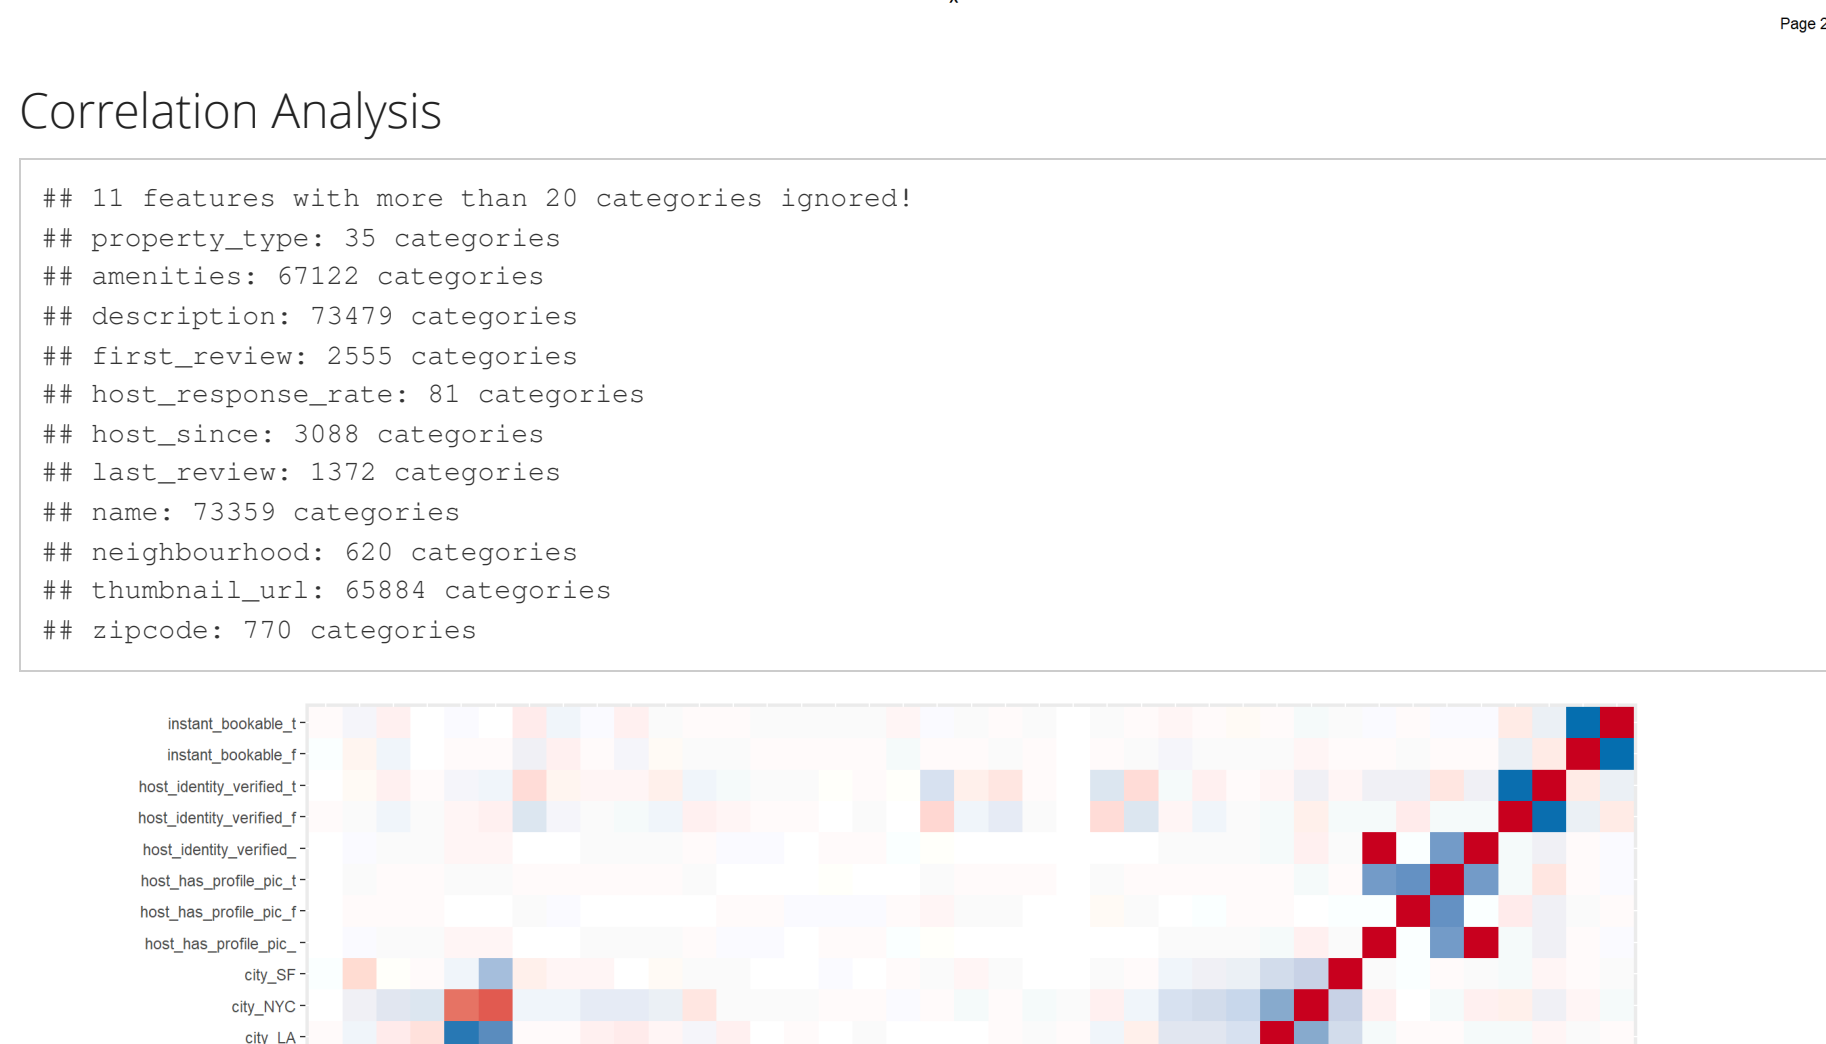 Page 2
Correlation Analysis
## 11 features with more than 20 categories ignored!
## property_type: 35 categories
## amenities: 67122 categories
## description: 73479 categories
## first_review: 2555 categories
## host_response_rate: 81 categories
## host_since: 3088 categories
## last_review: 1372 categories
## name: 73359 categories
## neighbourhood: 620 categories
## thumbnail_url: 65884 categories
## zipcode: 770 categories
instant_bookable_t
instant_bookable_f
host_identity_verified_t
host_identity_verified_f
host_identity_verified_
host_has_profile_pic_t
host_has_profile_pic_f
host_has_profile_pic_
city_SF
city_NYC
city_LA